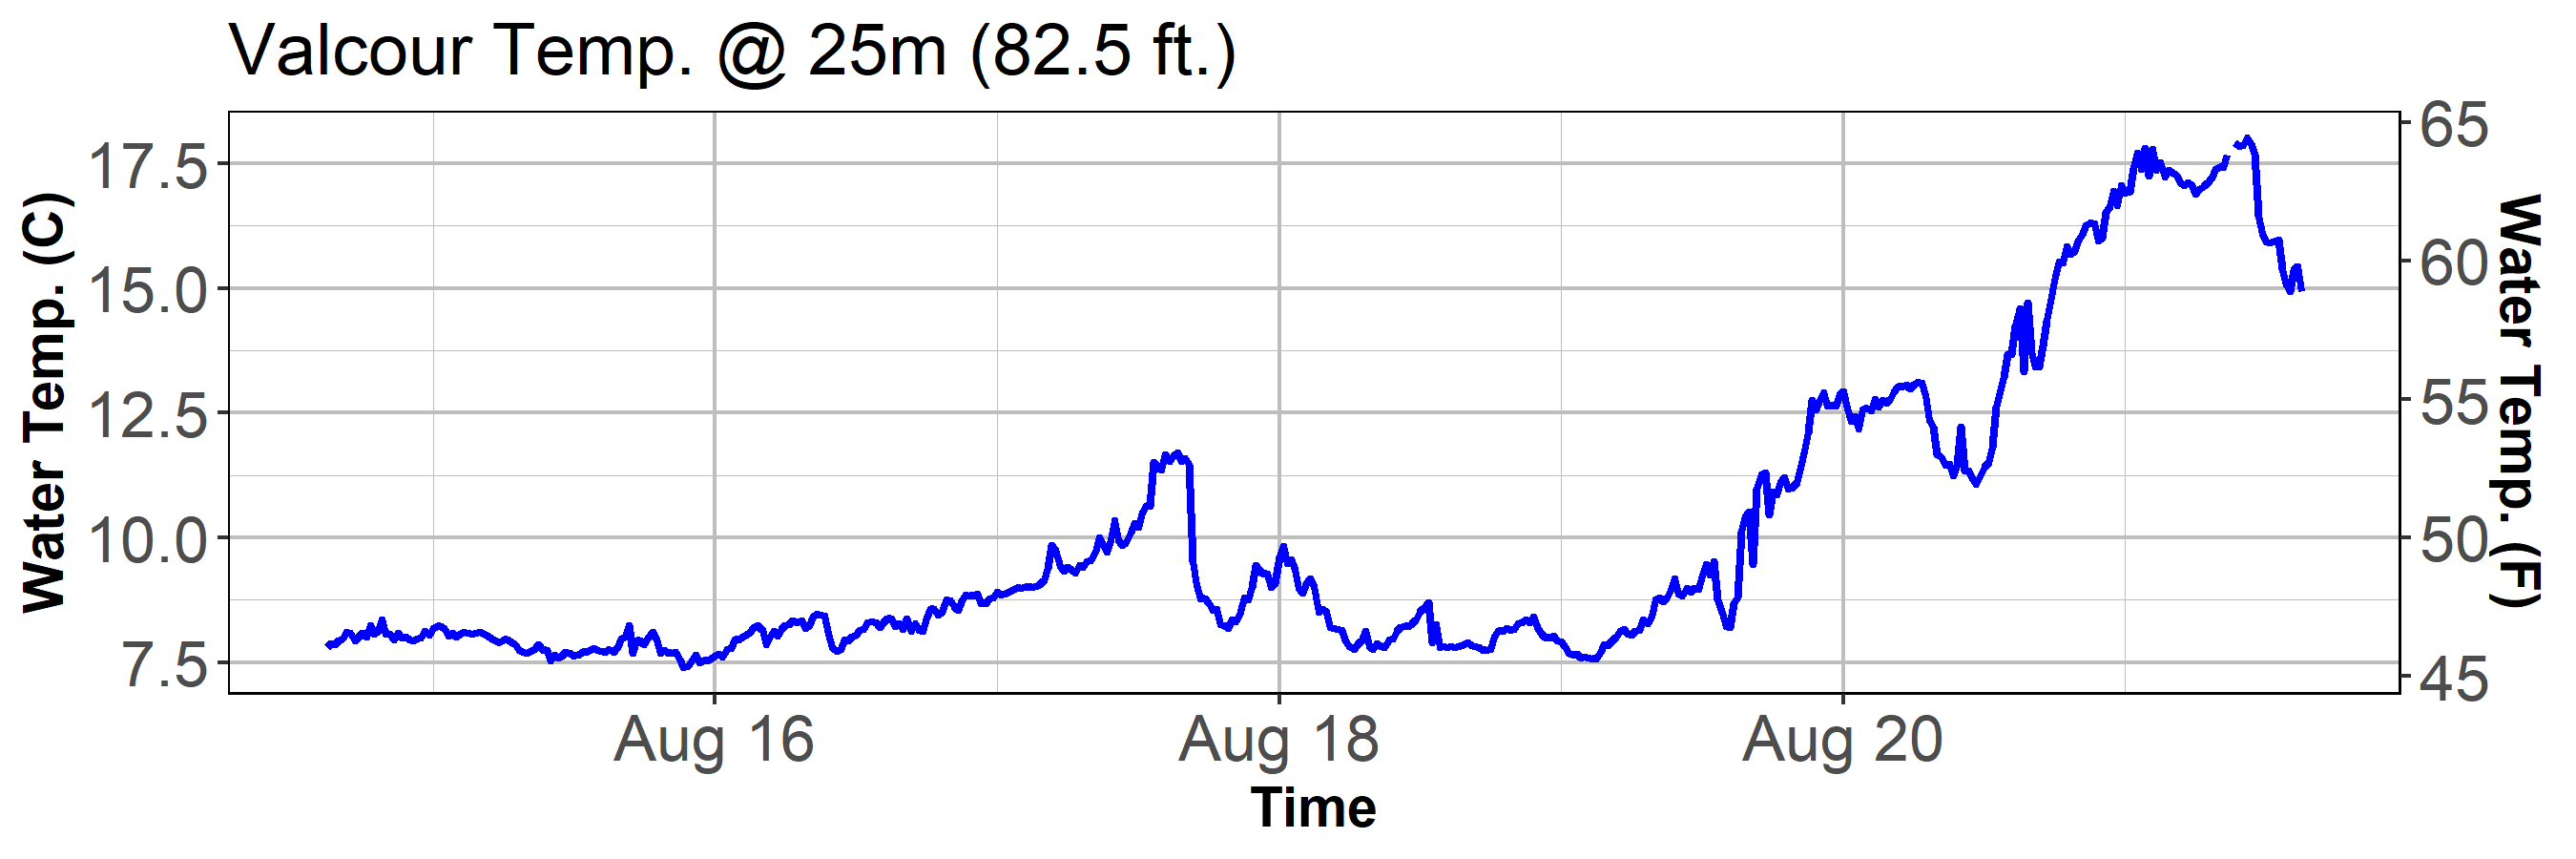 Valcour Temp. @ 25m (82.5 ft.)
Water Temp. (C)
17.5
15.0
12.5
10.0
7.5
65
60
55
50
45
Water Temp. (F)
Aug 16 Aug 18 Aug 20
Time